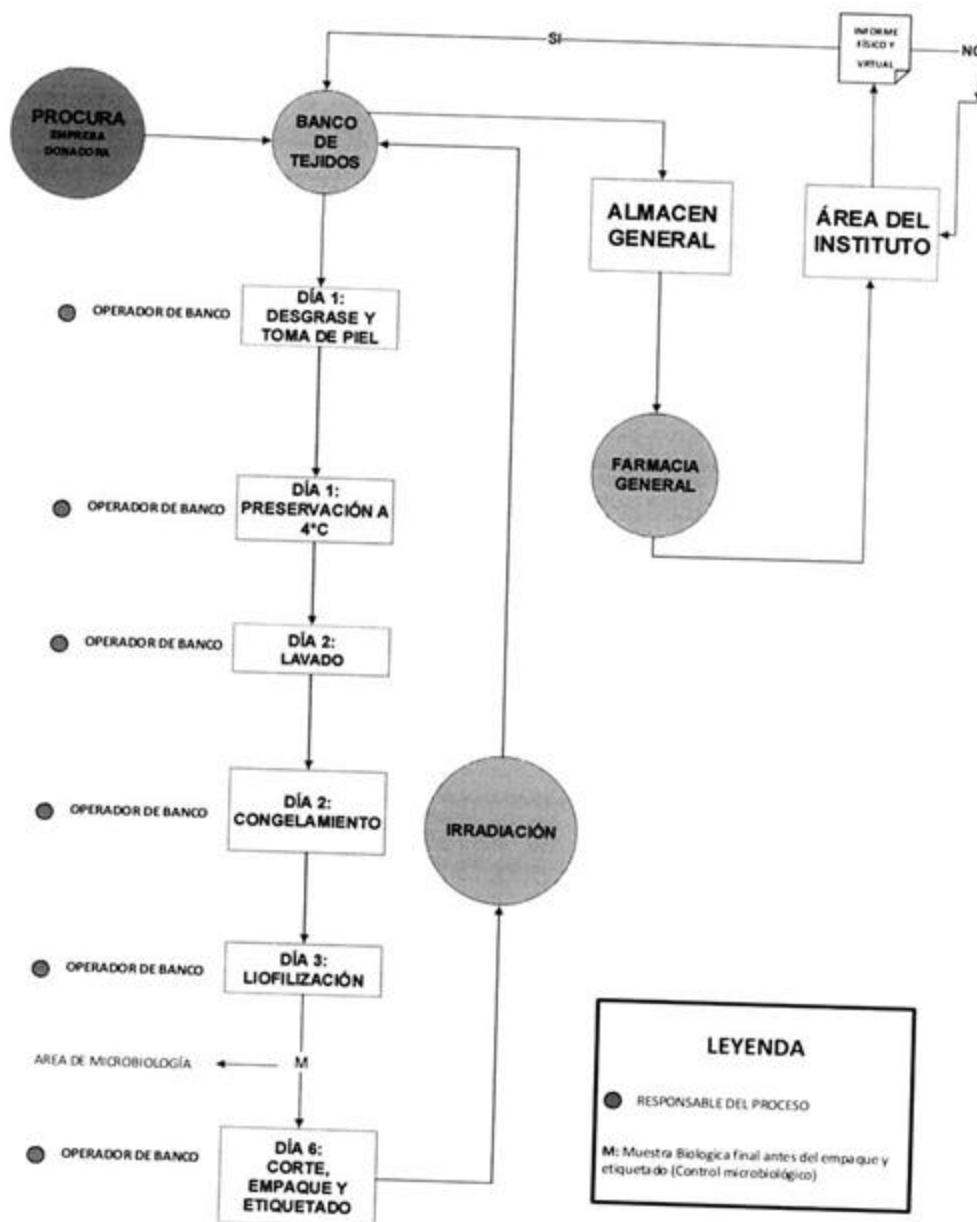 INFORME
FÍSICO Y
VIRTUAL
SI
NO
PROCURA
EMPRESA
DONADORA
BANCO
DE
TEJIDOS
ALMACEN
GENERAL
ÁREA DEL
INSTITUTO
OPERADOR DE BANCO
DÍA 1:
DESGRASE Y
TOMA DE PIEL
FARMACIA
GENERAL
OPERADOR DE BANCO
DÍA 1:
PRESERVACIÓN A
4°C
OPERADOR DE BANCO
DÍA 2:
LAVADO
OPERADOR DE BANCO
DÍA 2:
CONGELAMIENTO
IRRADIACIÓN
OPERADOR DE BANCO
DÍA 3:
LIOFILIZACIÓN
AREA DE MICROBIOLOGÍA
M
OPERADOR DE BANCO
DÍA 6:
CORTE,
EMPAQUE Y
ETIQUETADO
LEYENDA
RESPONSABLE DEL PROCESO
M: Muestra Biologica final antes del empaque y
etiquetado (Control microbiológico)